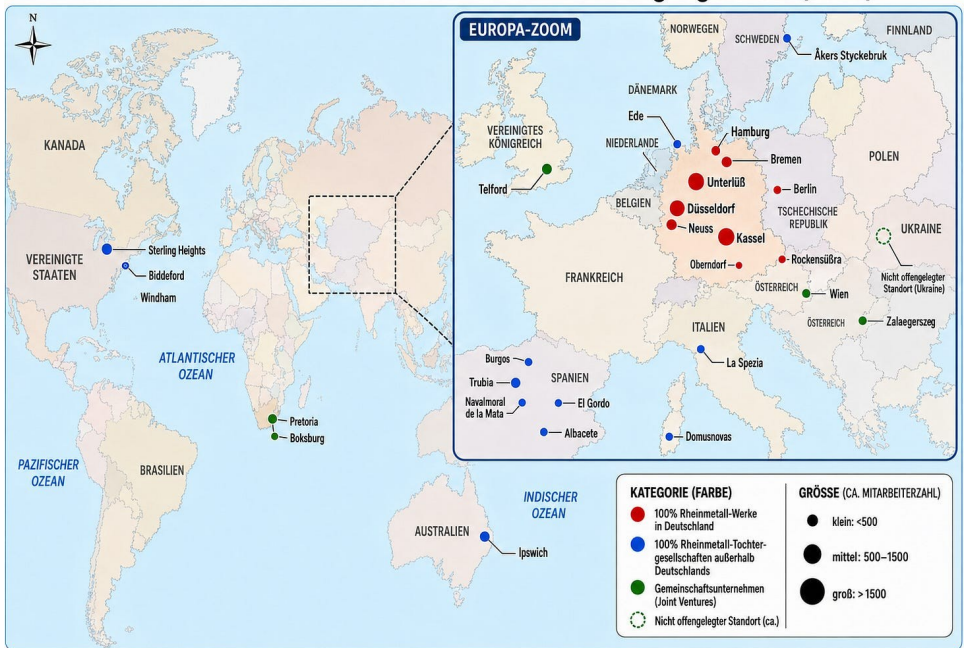 N
KANADA
VEREINIGTE
STAATEN
Sterling Heights
Biddeford
Windham
ATLANTISCHER
OZEAN
PAZIFISCHER
OZEAN
BRASILIEN
Pretoria
Boksburg
AUSTRALIEN
Ipswich
INDISCHER
OZEAN
EUROPA-ZOOM
NORWEGEN
SCHWEDEN
FINNLAND
Åkers Styckebruk
DÄNEMARK
Ede
VEREINIGTES
KÖNIGREICH
NIEDERLANDE
Hamburg
Bremen
POLEN
Telford
Unterlüß
Berlin
BELGIEN
Düsseldorf
TSCHECHISCHE
REPUBLIK
Neuss
Kassel
UKRAINE
Oberndorf
Rockensüßra
Nicht offengelegter
Standort (Ukraine)
FRANKREICH
ÖSTERREICH
Wien
ÖSTERREICH
Zalaegerszeg
ITALIEN
La Spezia
Burgos
Trubia
SPANIEN
Navalmoral
de la Mata
El Gordo
Albacete
Domusnovas
KATEGORIE (FARBE)
100% Rheinmetall-Werke
in Deutschland
100% Rheinmetall-Tochter-
gesellschaften außerhalb
Deutschlands
Gemeinschaftsunternehmen
(Joint Ventures)
Nicht offengelegter Standort (ca.)
GRÖSSE (CA. MITARBEITERZAHL)
klein: <500
mittel: 500–1500
groß: > 1500